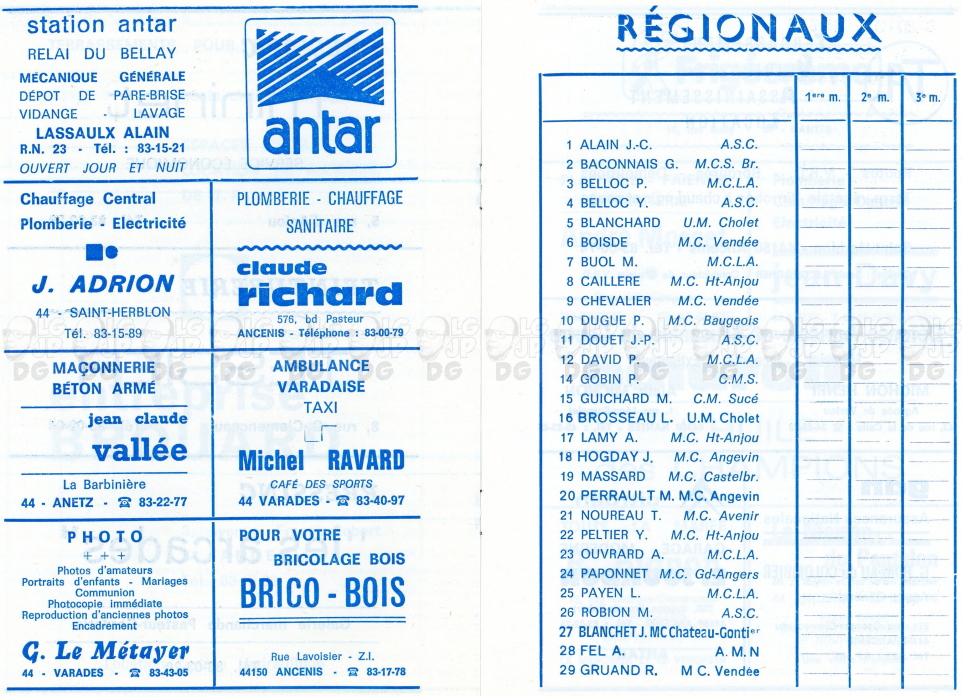 station antar
RELAI DU BELLAY
MÉCANIQUE GÉNÉRALE
DÉPOT DE PARE-BRISE
VIDANGE - LAVAGE
LASSAULX ALAIN
R.N. 23 - Tél. : 83-15-21
OUVERT JOUR ET NUIT
antar
Chauffage Central
Plomberie - Electricité
J. ADRION
44 - SAINT-HERBLON
Tél. 83-15-89
PLOMBERIE - CHAUFFAGE
SANITAIRE
claude
richard
576, bd Pasteur
ANCENIS - Téléphone : 83-00-79
MAÇONNERIE
BÉTON ARMÉ
jean claude
vallée
La Barbinière
44 - ANETZ - ☎ 83-22-77
AMBULANCE
VARADAISE
TAXI
Michel RAVARD
CAFÉ DES SPORTS
44 VARADES - ☎ 83-40-97
PHOTO
+ + +
Photos d'amateurs
Portraits d'enfants - Mariages
Communion
Photocopie immédiate
Reproduction d'anciennes photos
Encadrement
G. Le Métayer
44 - VARADES - ☎ 83-43-05
POUR VOTRE
BRICOLAGE BOIS
BRICO - BOIS
Rue Lavoisier - Z.I.
44150 ANCENIS - ☎ 83-17-78
RÉGIONAUX
1ère m. 2e m. 3e m.
1 ALAIN J.-C. A.S.C.
2 BACONNAIS G. M.C.S. Br.
3 BELLOC P. M.C.L.A.
4 BELLOC Y. A.S.C.
5 BLANCHARD U.M. Cholet
6 BOISDE M.C. Vendée
7 BUOL M. M.C.L.A.
8 CAILLERE M.C. Ht-Anjou
9 CHEVALIER M.C. Vendée
10 DUGUE P. M.C. Baugeois
11 DOUET J.-P. A.S.C.
12 DAVID P. M.C.L.A.
14 GOBIN P. C.M.S.
15 GUICHARD M. C.M. Sucé
16 BROSSEAU L. U.M. Cholet
17 LAMY A. M.C. Ht-Anjou
18 HOGDAY J. M.C. Angevin
19 MASSARD M.C. Castelbr.
20 PERRAULT M. M.C. Angevin
21 NOUREAU T. M.C. Avenir
22 PELTIER Y. M.C. Ht-Anjou
23 OUVRARD A. M.C.L.A.
24 PAPONNET M.C. Gd-Angers
25 PAYEN L. M.C.L.A.
26 ROBION M. A.S.C.
27 BLANCHET J. MC Chateau-Gontier
28 FEL A. A.M.N
29 GRUAND R. M C. Vendée